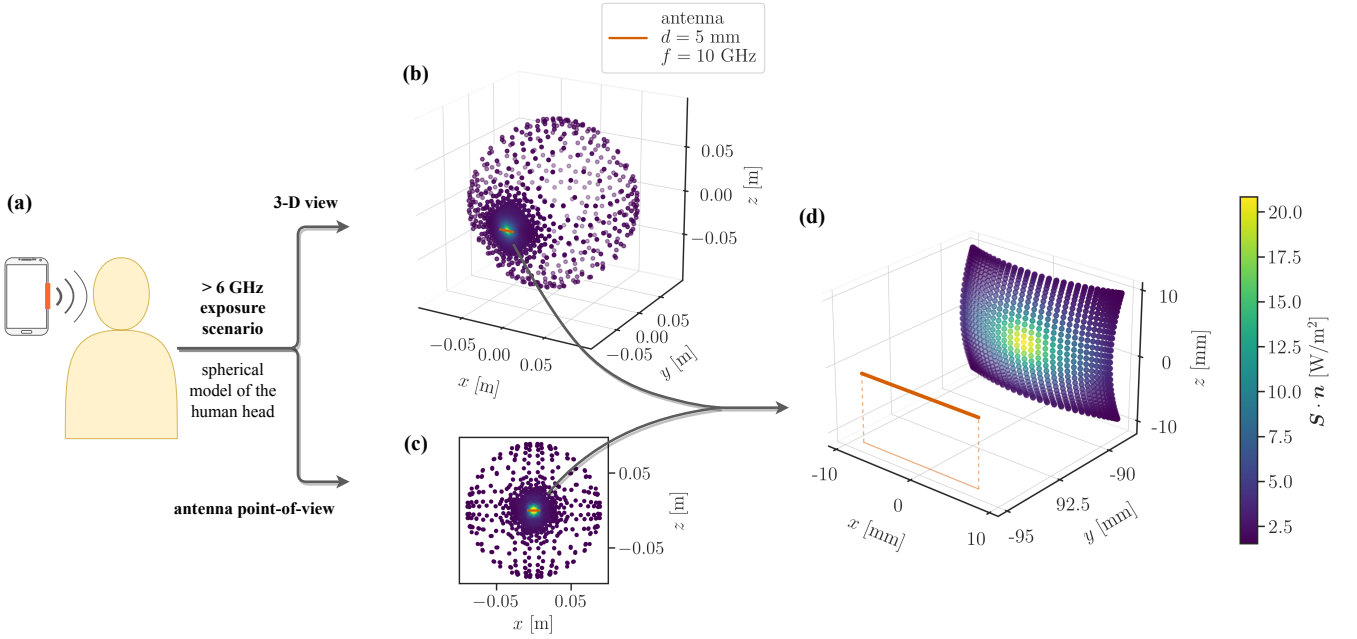 antenna
d = 5 mm
f = 10 GHz
(b)
0.05
0.00
−0.05
z [m]
−0.05
0.00
0.05
x [m]
−0.05
0.00
0.05
y [m]
(a)
3-D view
> 6 GHz
exposure
scenario
spherical
model of the
human head
antenna point-of-view
(c)
0.05
−0.05
z [m]
−0.05
0.05
x [m]
(d)
10
0
-10
z [mm]
-10
0
10
x [mm]
-95
92.5
-90
y [mm]
20.0
17.5
15.0
12.5
10.0
7.5
5.0
2.5
S · n [W/m²]